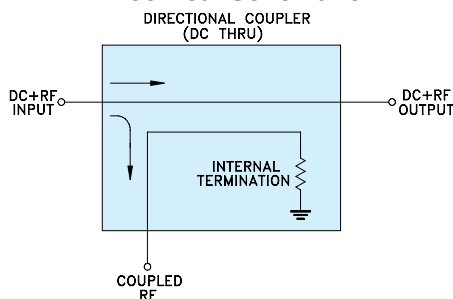 DIRECTIONAL COUPLER
(DC THRU)
DC+RF
INPUT
DC+RF
OUTPUT
INTERNAL
TERMINATION
COUPLED
RF